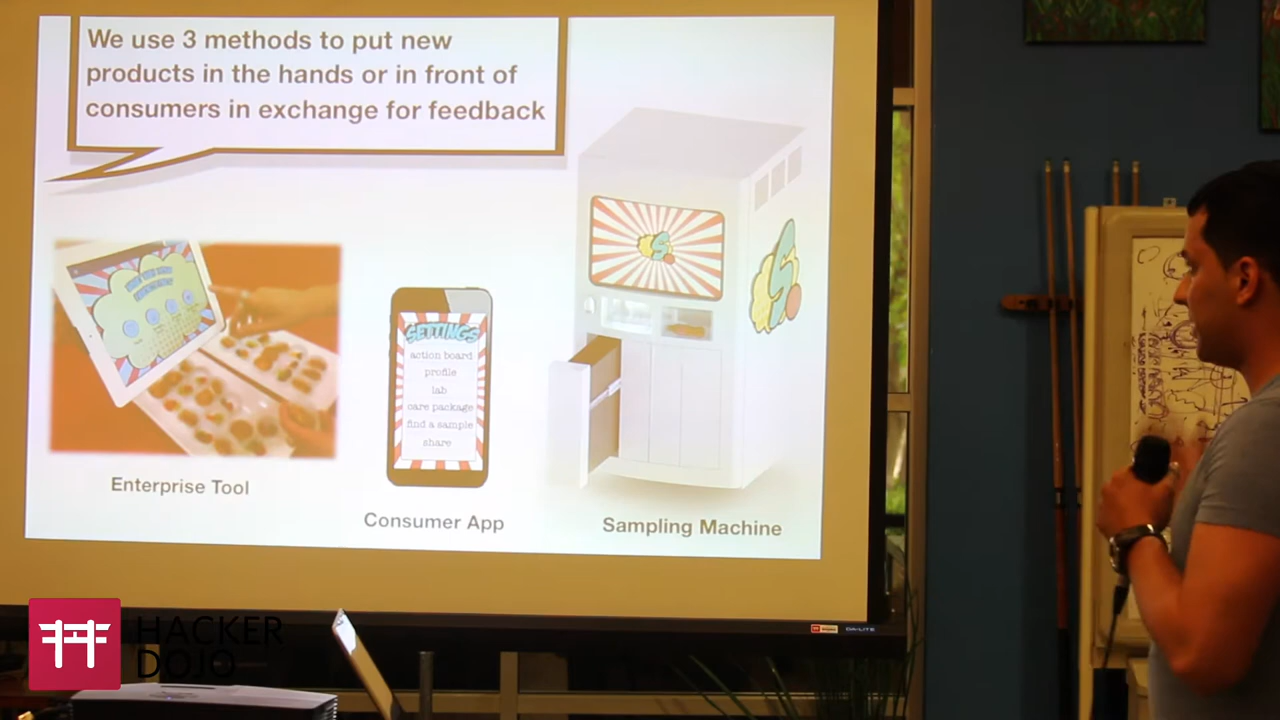 We use 3 methods to put new
products in the hands or in front of
consumers in exchange for feedback
SETTINGS
action board
profile
lab
care package
find a sample
share
Enterprise Tool
Consumer App
Sampling Machine
DA-LITE
HACKER
DOJO